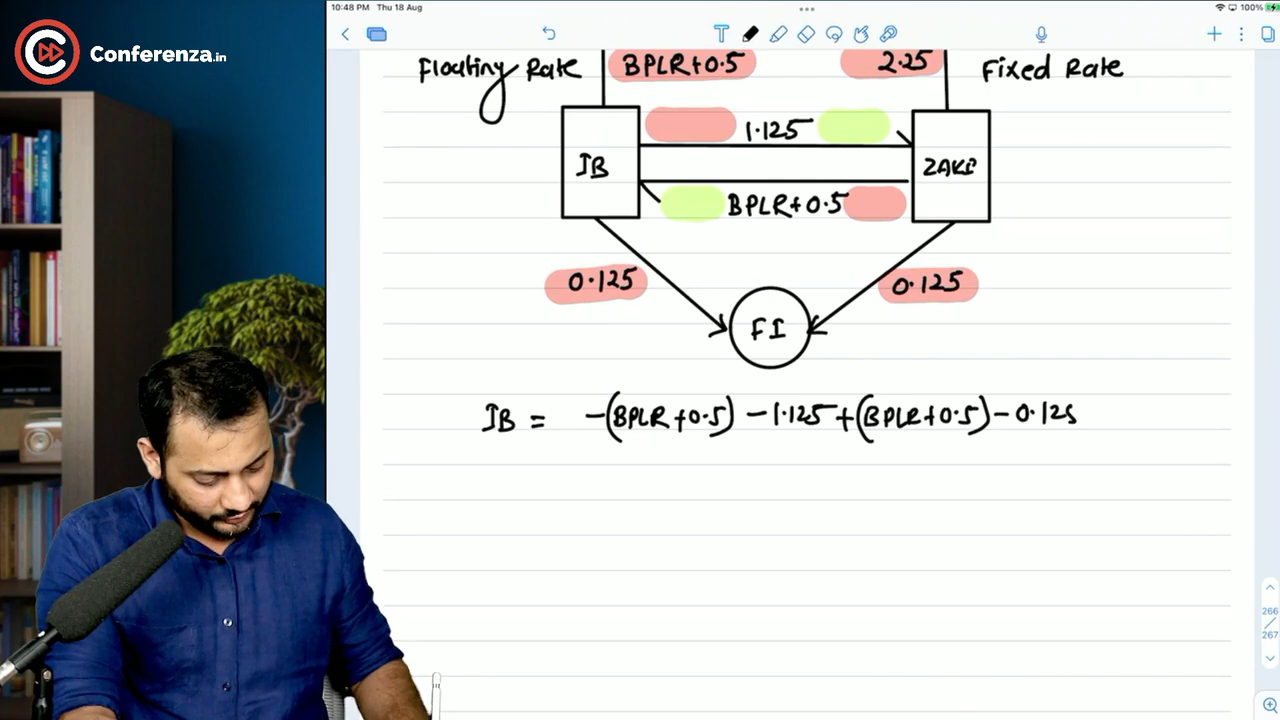 10:48 PM Thu 18 Aug
100%
Conferenza.in
Floating Rate BPLR+0.5 2.25 Fixed Rate
1.125
IB
BPLR+0.5
0.125 0.125
FI
IB = -(BPLR+0.5) - 1.125 + (BPLR+0.5) - 0.125
266
267